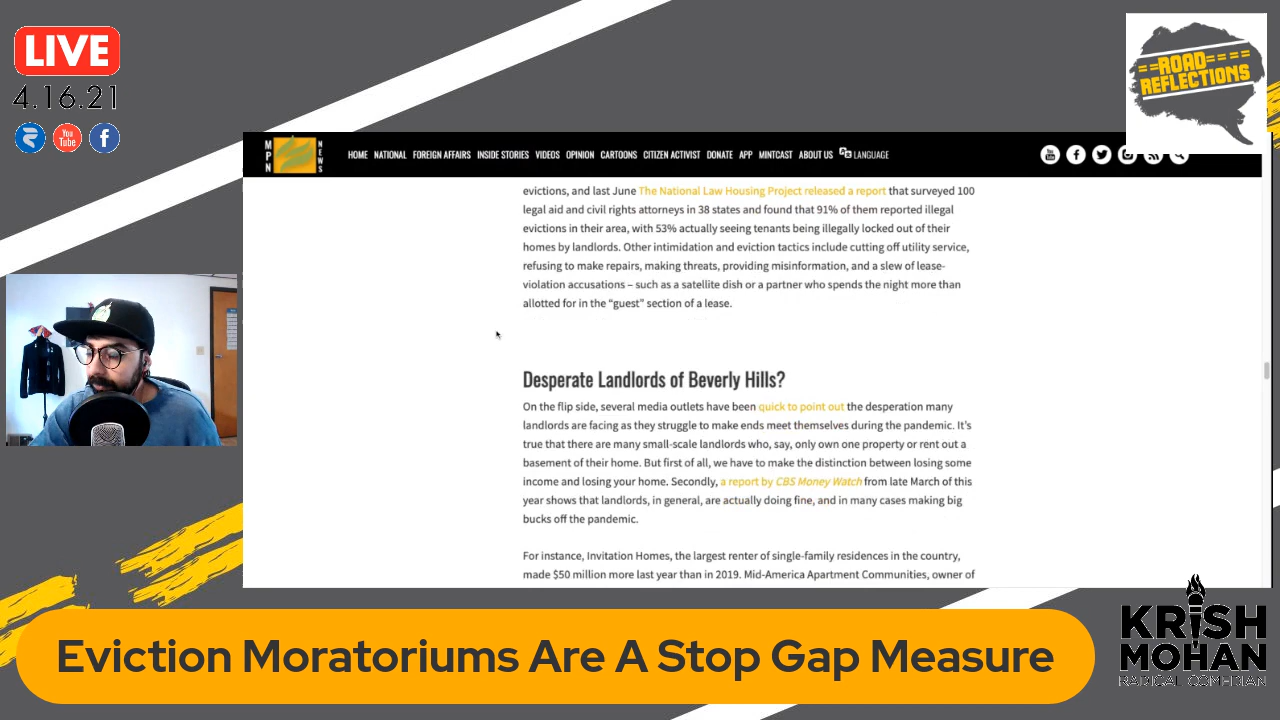 LIVE
4.16.21
You
Tube
==ROAD====
REFLECTIONS
MPN
NEWS
HOME NATIONAL FOREIGN AFFAIRS INSIDE STORIES VIDEOS OPINION CARTOONS CITIZEN ACTIVIST DONATE APP MINTCAST ABOUT US LANGUAGE
evictions, and last June The National Law Housing Project released a report that surveyed 100
legal aid and civil rights attorneys in 38 states and found that 91% of them reported illegal
evictions in their area, with 53% actually seeing tenants being illegally locked out of their
homes by landlords. Other intimidation and eviction tactics include cutting off utility service,
refusing to make repairs, making threats, providing misinformation, and a slew of lease-
violation accusations – such as a satellite dish or a partner who spends the night more than
allotted for in the “guest” section of a lease.
Desperate Landlords of Beverly Hills?
On the flip side, several media outlets have been quick to point out the desperation many
landlords are facing as they struggle to make ends meet themselves during the pandemic. It’s
true that there are many small-scale landlords who, say, only own one property or rent out a
basement of their home. But first of all, we have to make the distinction between losing some
income and losing your home. Secondly, a report by CBS Money Watch from late March of this
year shows that landlords, in general, are actually doing fine, and in many cases making big
bucks off the pandemic.
For instance, Invitation Homes, the largest renter of single-family residences in the country,
made $50 million more last year than in 2019. Mid-America Apartment Communities, owner of
Eviction Moratoriums Are A Stop Gap Measure
KRISH
MOHAN
RADICAL COMEDIAN